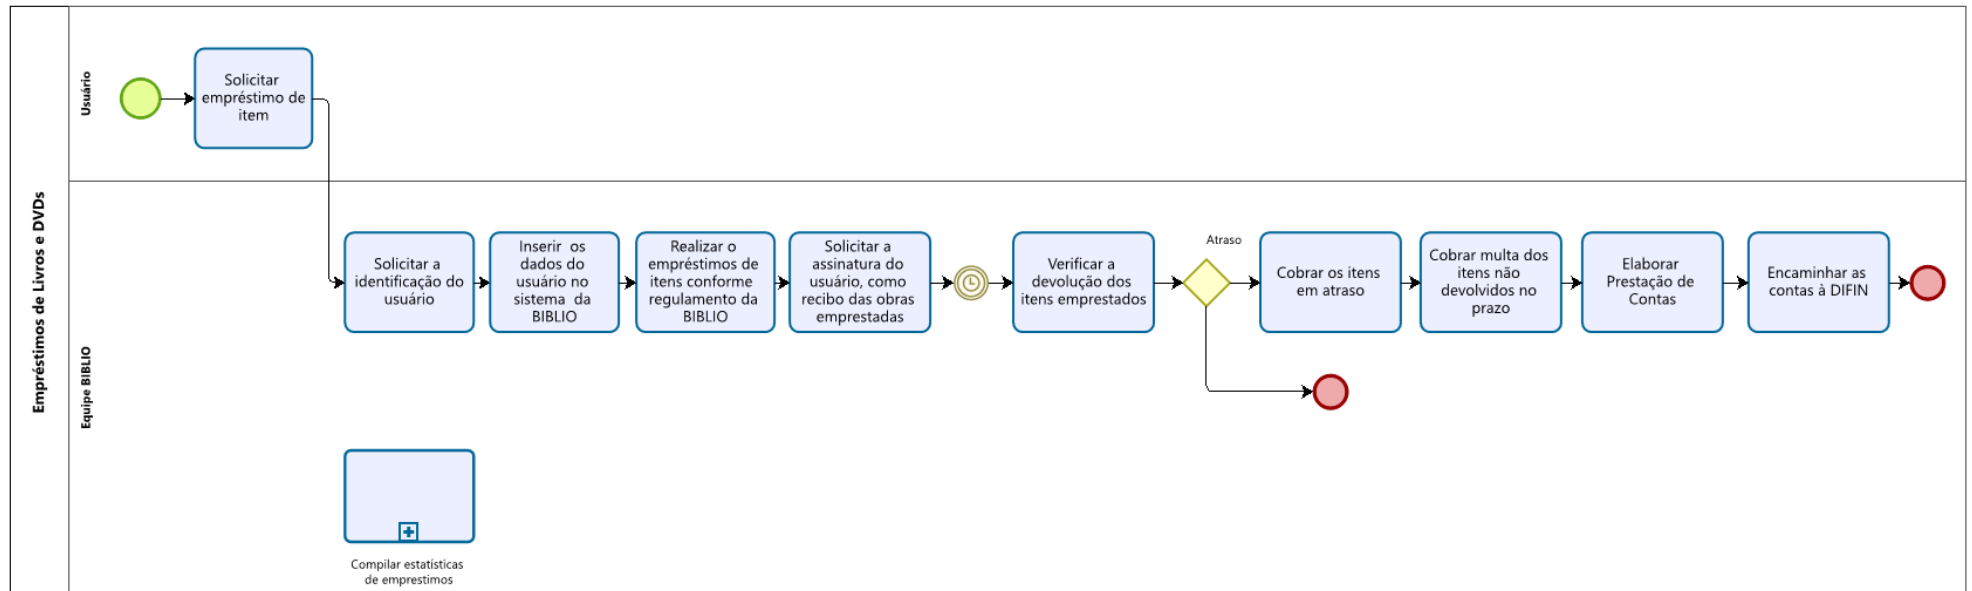 Empréstimos de Livros e DVDs
Usuário
Solicitar
empréstimo de
item
Equipe BIBLIO
Solicitar a
identificação do
usuário
Inserir os
dados do
usuário no
sistema da
BIBLIO
Realizar o
empréstimos de
itens conforme
regulamento da
BIBLIO
Solicitar a
assinatura do
usuário, como
recibo das obras
emprestadas
Verificar a
devolução dos
itens emprestados
Atraso
Cobrar os itens
em atraso
Cobrar multa dos
itens não
devolvidos no
prazo
Elaborar
Prestação de
Contas
Encaminhar as
contas à DIFIN
Compilar estatísticas
de emprestimos